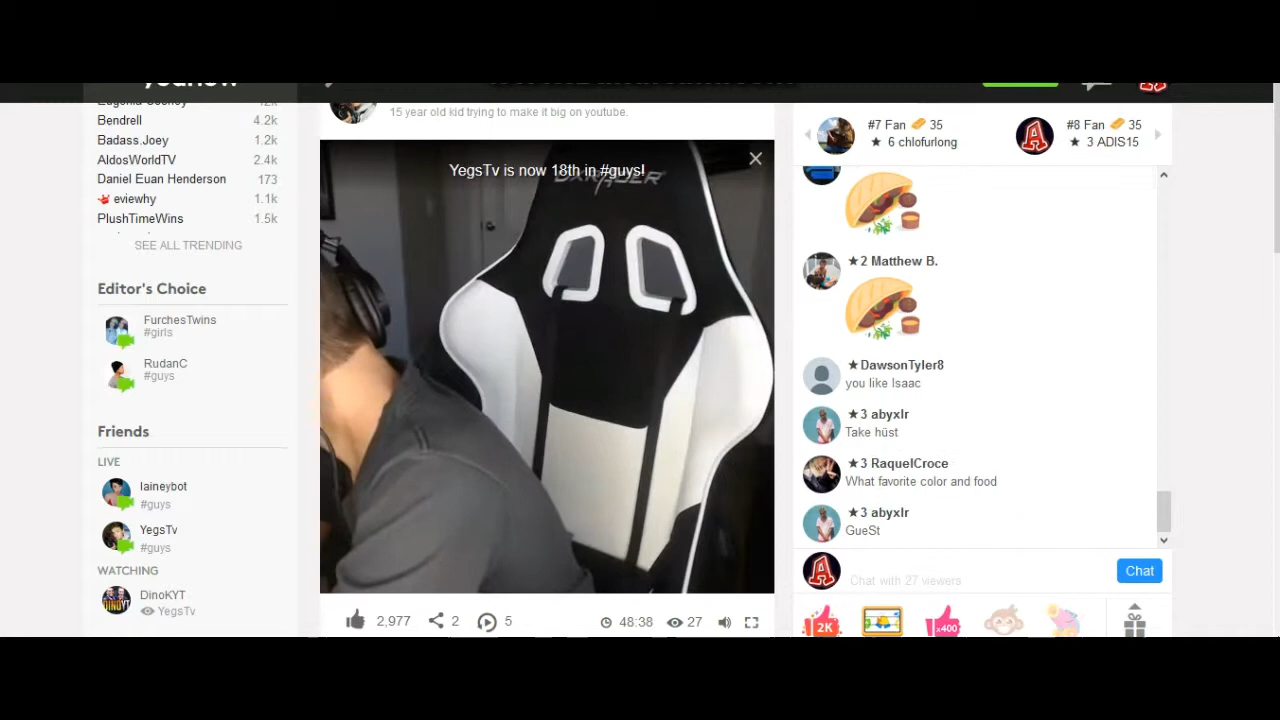 Bendrell 4.2k
Badass.Joey 1.2k
AldosWorldTV 2.4k
Daniel Euan Henderson 173
eviewhy 1.1k
PlushTimeWins 1.5k
SEE ALL TRENDING
Editor's Choice
FurchesTwins
#girls
RudanC
#guys
Friends
LIVE
laineybot
#guys
YegsTv
#guys
WATCHING
DinoKYT
YegsTv
15 year old kid trying to make it big on youtube.
YegsTv is now 18th in #guys!
DXRACER
2,977 2 5 48:38 27
#7 Fan 35
★ 6 chlofurlong
#8 Fan 35
★ 3 ADIS15
★2 Matthew B.
★DawsonTyler8
you like Isaac
★3 abyxlr
Take hüst
★3 RaquelCroce
What favorite color and food
★3 abyxlr
GueSt
Chat with 27 viewers
Chat
2K
x400